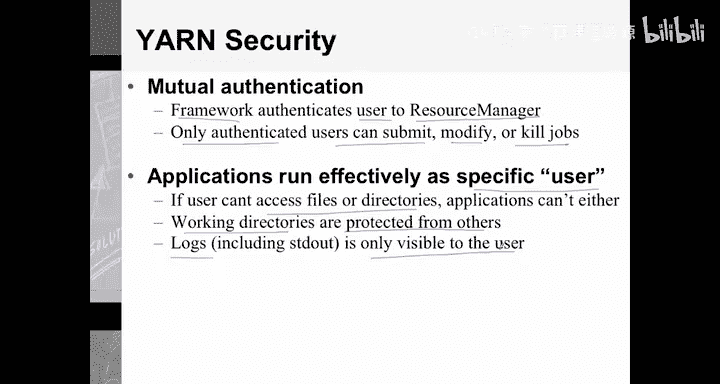 YARN Security
bilibili
• Mutual authentication
– Framework authenticates user to ResourceManager
– Only authenticated users can submit, modify, or kill jobs
• Applications run effectively as specific “user”
– If user cant access files or directories, applications can’t either
– Working directories are protected from others
– Logs (including stdout) is only visible to the user